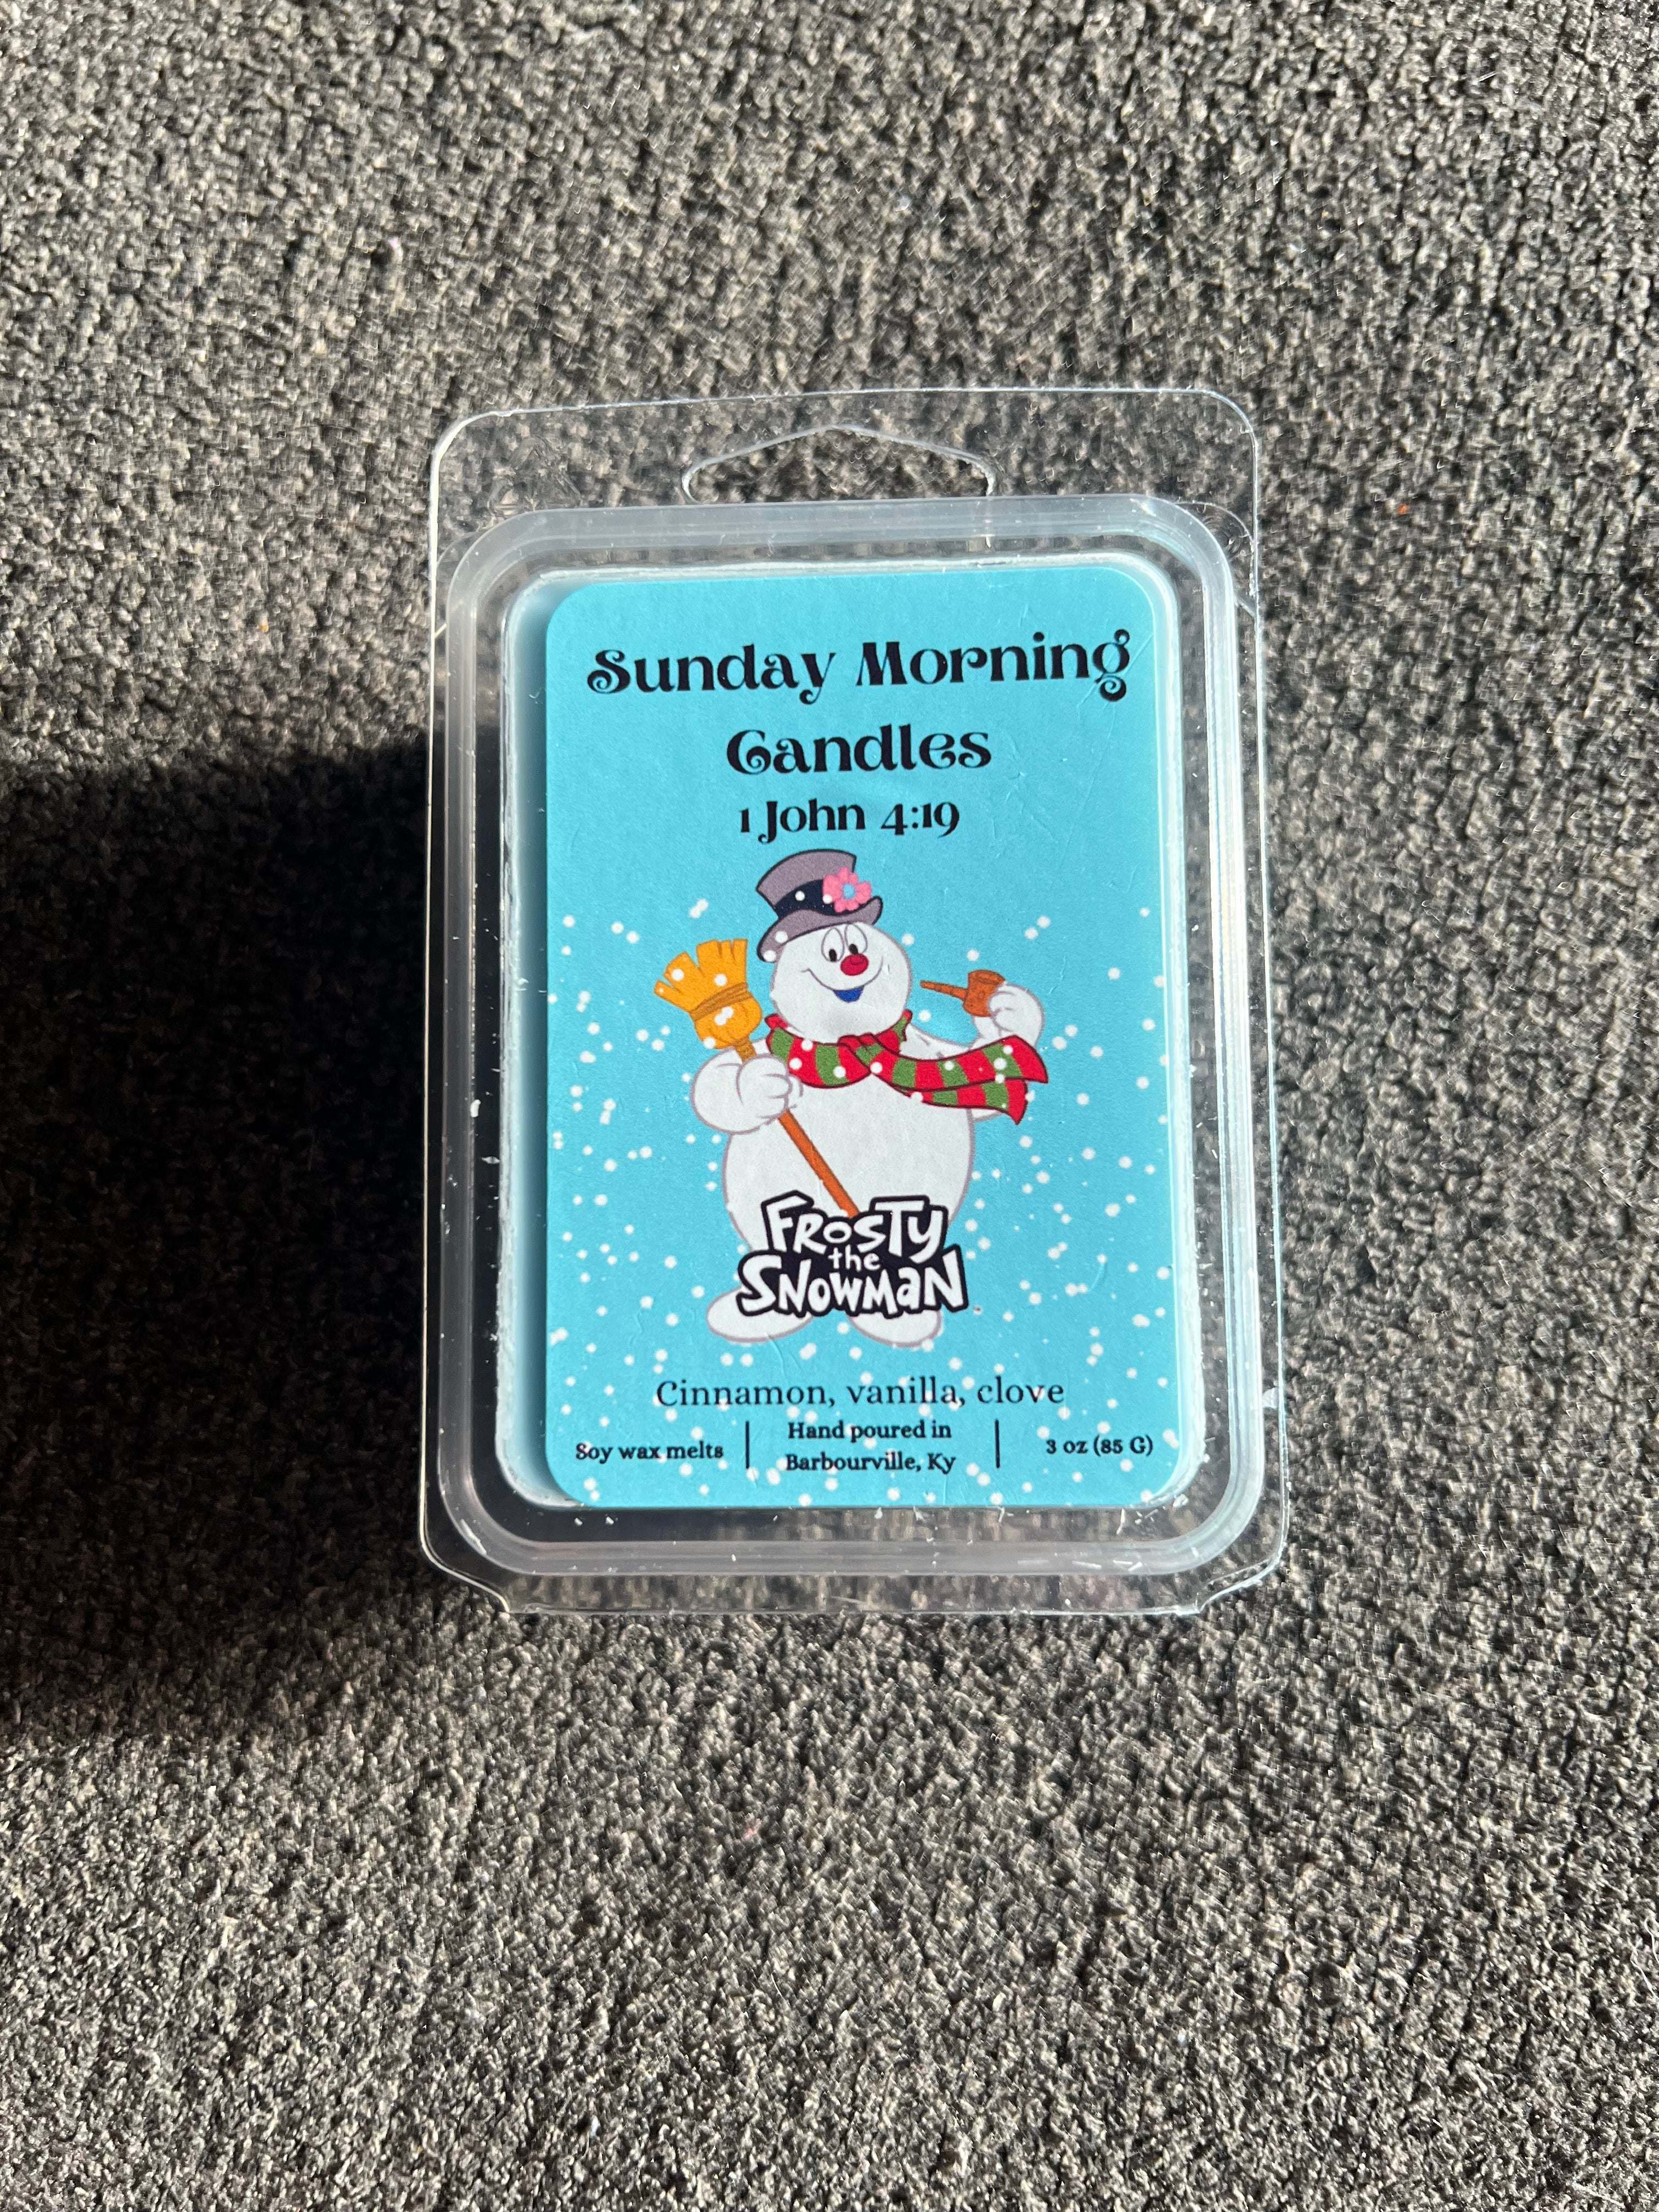 Sunday Morning
Candles
1 John 4:19
FROSTY
the
SNOWMAN
Cinnamon, vanilla, clove
Soy wax melts
Hand poured in
Barbourville, Ky
3 oz (85 G)